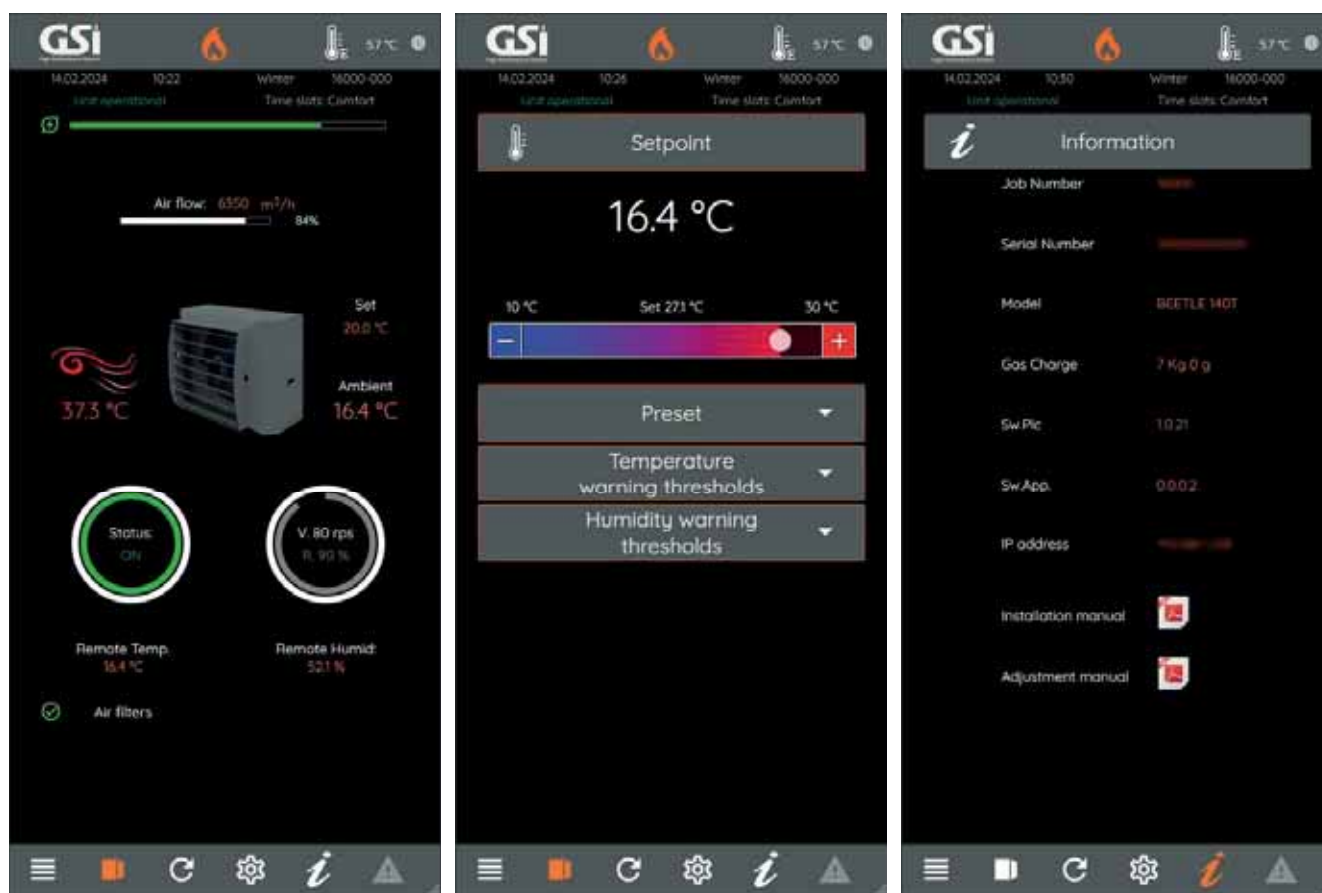 GSi
57 °C
14.02.2024 10:22 Winter 16000-000
Unit operational Time slots: Comfort
Air flow: 6350 m³/h
84%
Set
20.0 °C
Ambient
37.3 °C
16.4 °C
Status:
ON
V. 80 rps
R. 90 %
Remote Temp.
16.4 °C
Remote Humid:
52.1 %
Air filters
GSi
57 °C
14.02.2024 10:26 Winter 16000-000
Unit operational Time slots: Comfort
Setpoint
16.4 °C
10 °C Set 27.1 °C 30 °C
− +
Preset
Temperature
warning thresholds
Humidity warning
thresholds
GSi
57 °C
14.02.2024 10:30 Winter 16000-000
Unit operational Time slots: Comfort
i Information
Job Number
Serial Number
Model BEETLE 140T
Gas Charge 7 Kg 0 g
Sw.Plc 1.0.21
Sw.App. 0.0.0.2
IP address
Installation manual
Adjustment manual